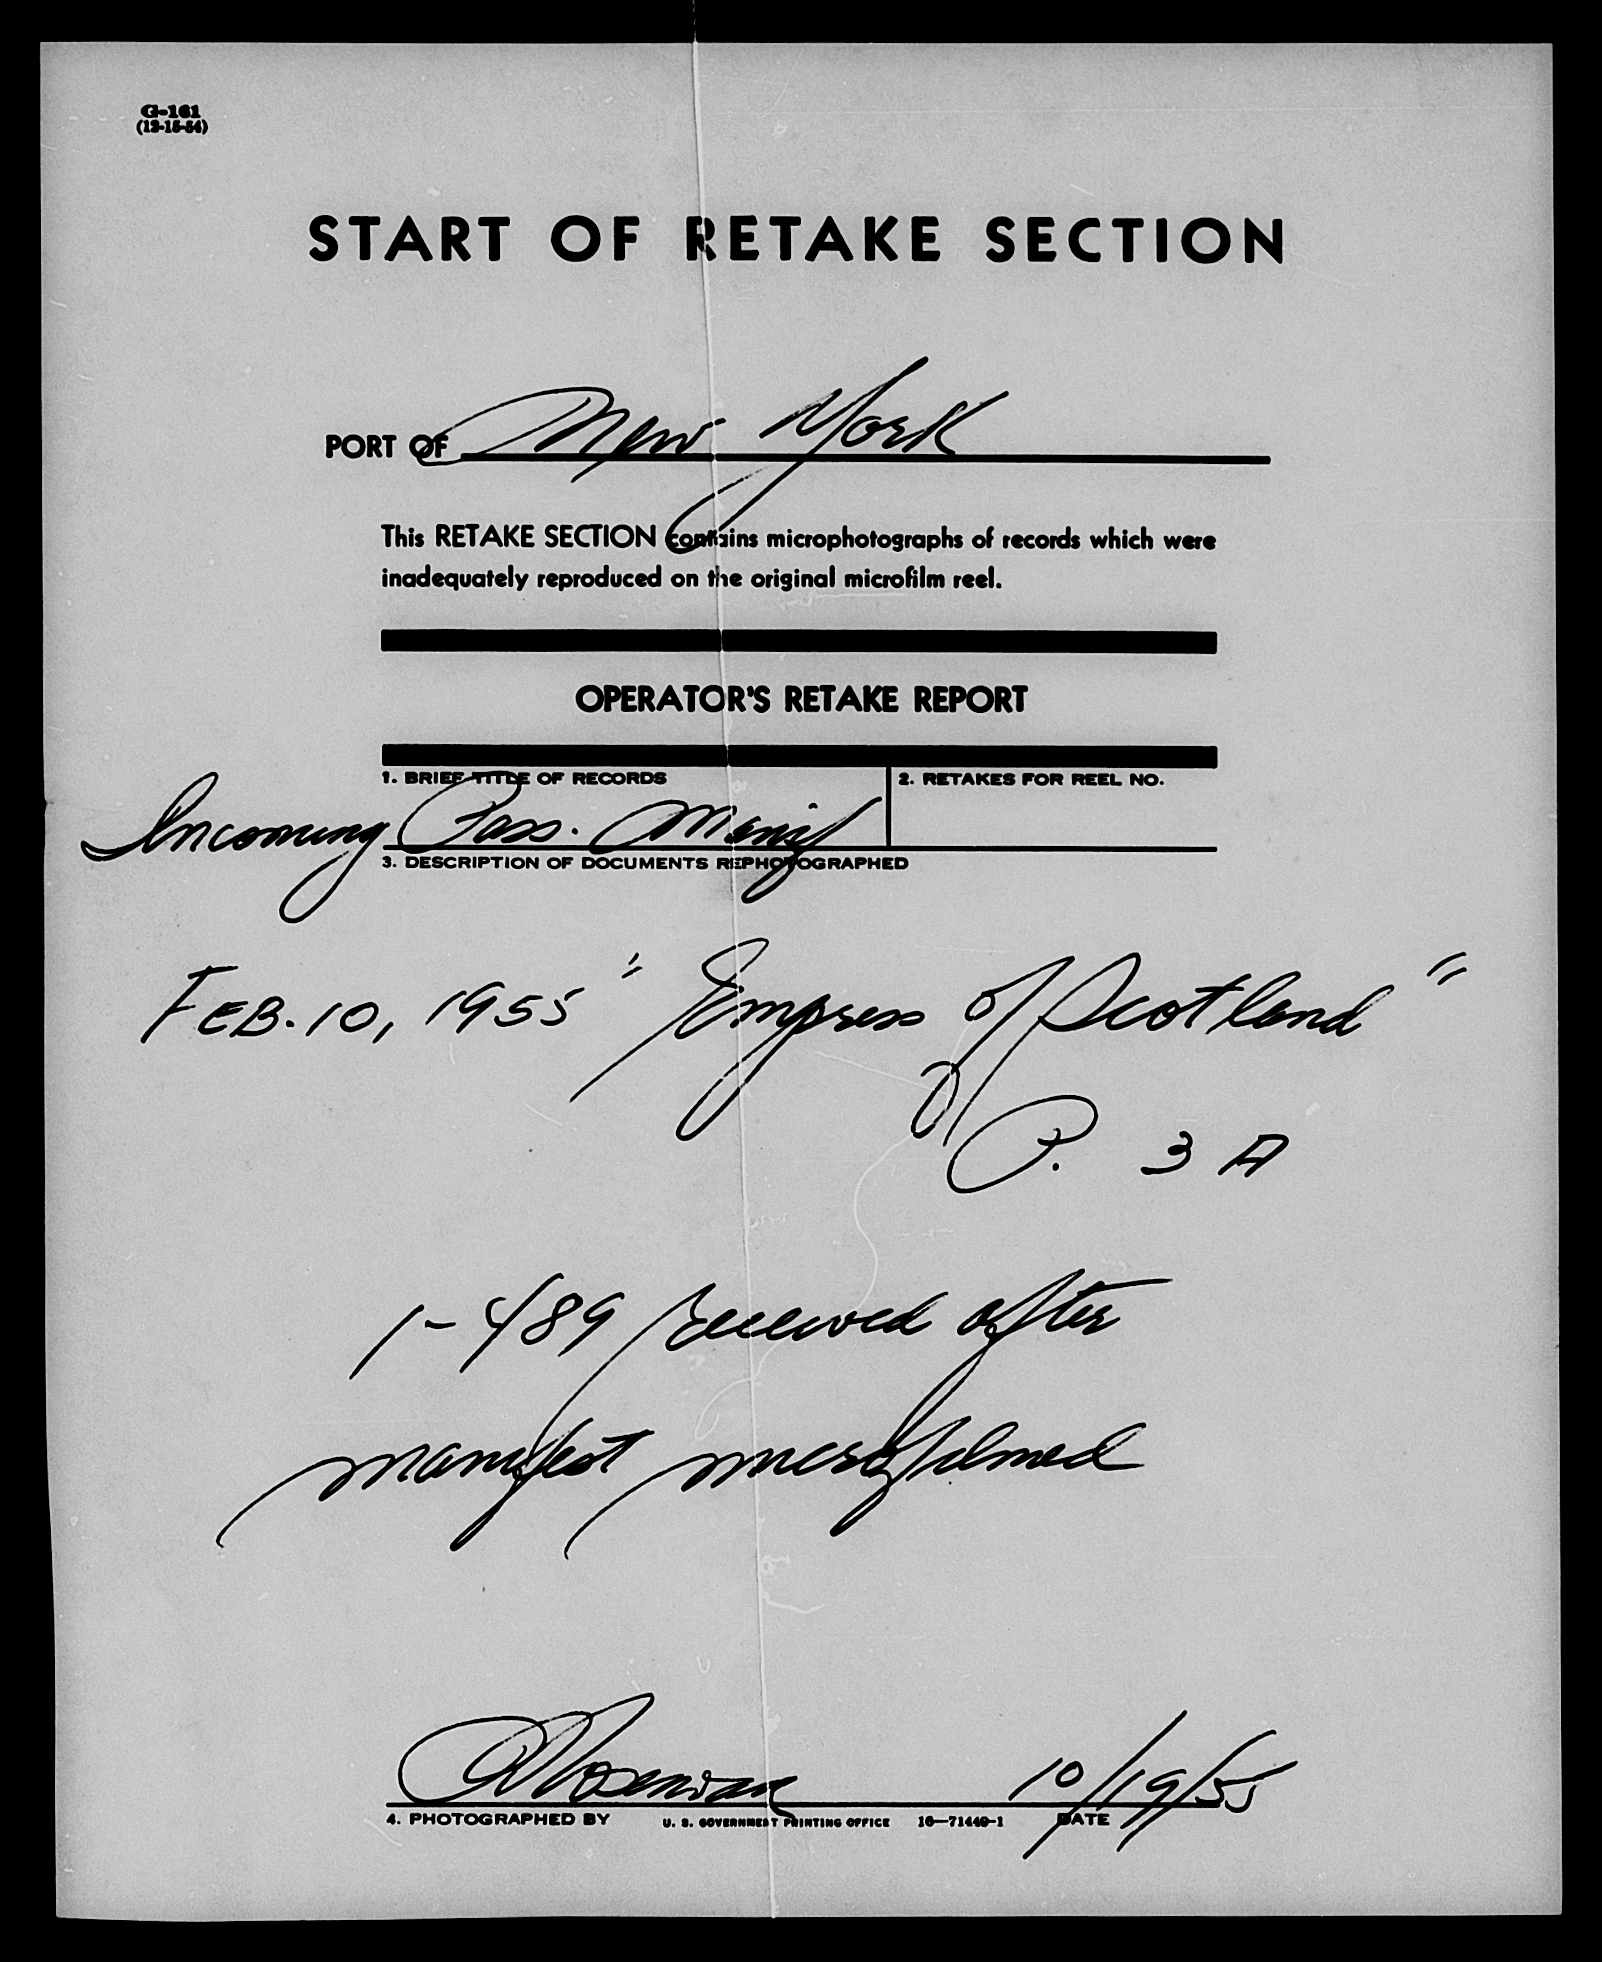 G-161
(12-15-54)
START OF RETAKE SECTION
PORT OF New York
This RETAKE SECTION contains microphotographs of records which were
inadequately reproduced on the original microfilm reel.
OPERATOR'S RETAKE REPORT
1. BRIEF TITLE OF RECORDS
2. RETAKES FOR REEL NO.
Incoming Pass. Manif
3. DESCRIPTION OF DOCUMENTS REPHOTOGRAPHED
FEB. 10, 1955 "Empress of Scotland"
P. 3 A
1-489 received after
manifest microfilmed
10/19/55
4. PHOTOGRAPHED BY U. S. GOVERNMENT PRINTING OFFICE 16—71449-1 DATE